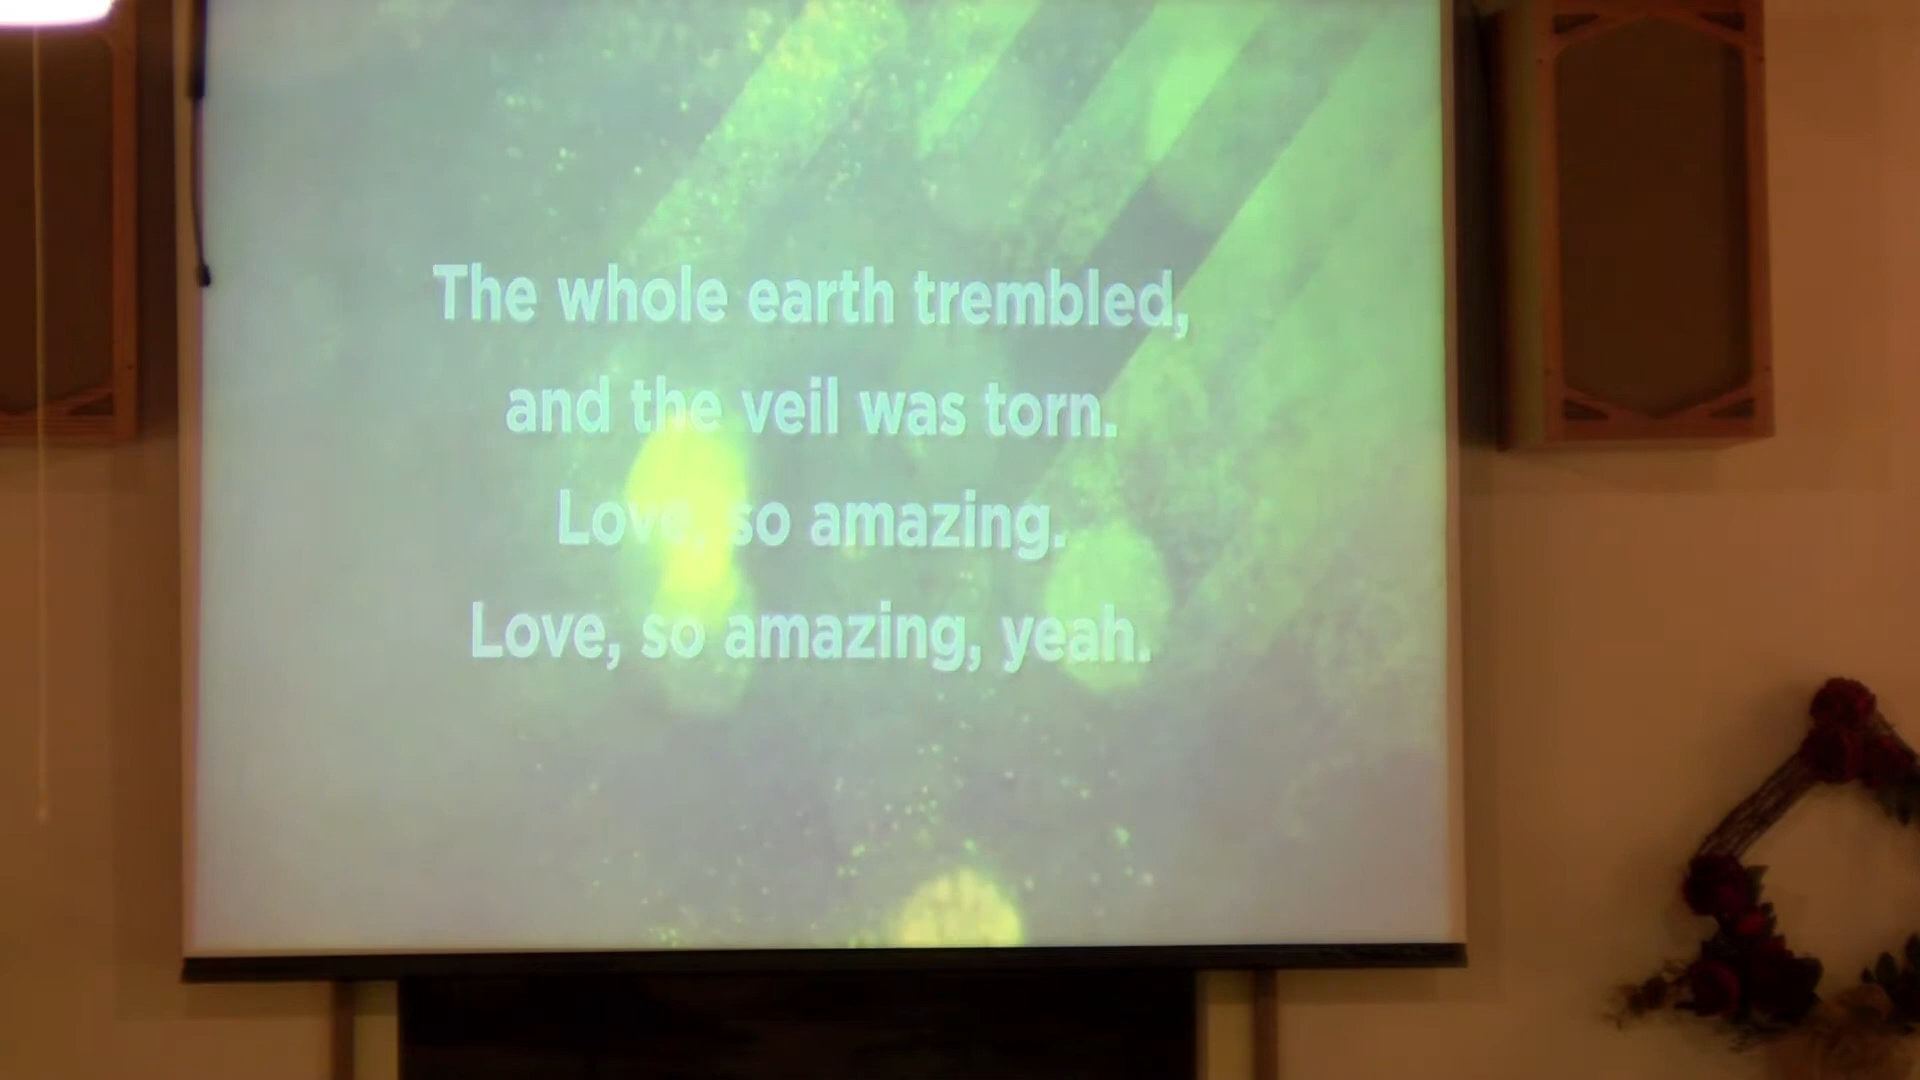 The whole earth trembled,
and the veil was torn.
Love, so amazing.
Love, so amazing, yeah.